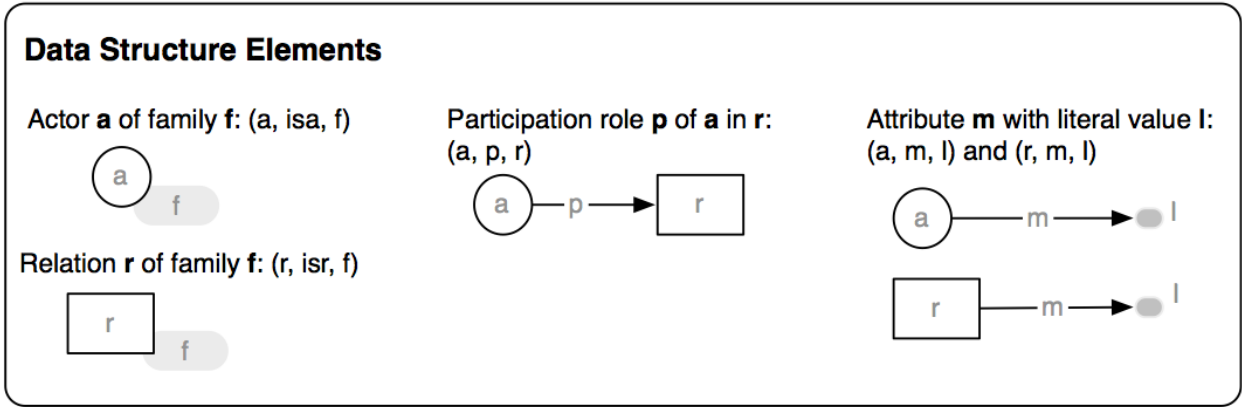 Data Structure Elements
Actor a of family f: (a, isa, f)
a
f
Relation r of family f: (r, isr, f)
r
f
Participation role p of a in r:
(a, p, r)
a p r
Attribute m with literal value l:
(a, m, l) and (r, m, l)
a m l
r m l